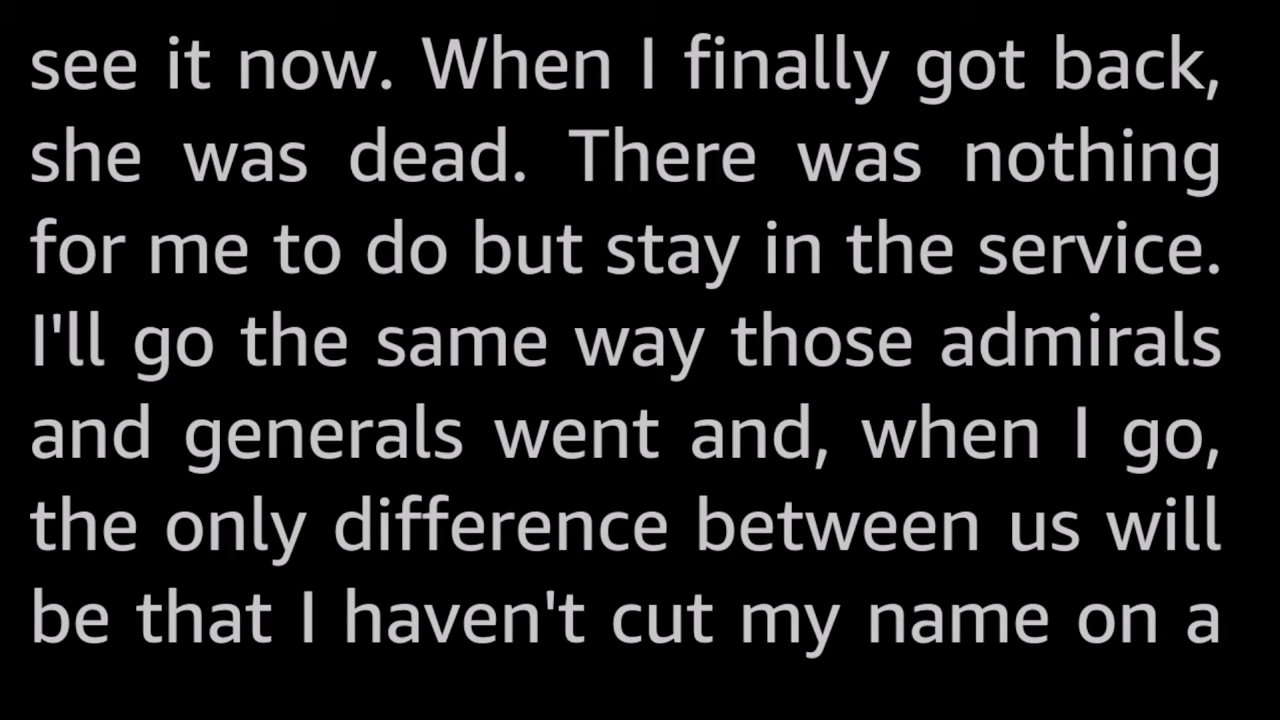 see it now. When I finally got back,
she was dead. There was nothing
for me to do but stay in the service.
I'll go the same way those admirals
and generals went and, when I go,
the only difference between us will
be that I haven't cut my name on a